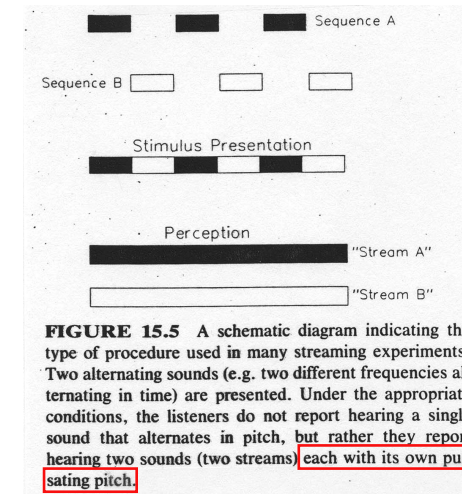 Sequence A
Sequence B
Stimulus Presentation
Perception
"Stream A"
"Stream B"
FIGURE 15.5 A schematic diagram indicating th
type of procedure used in many streaming experiments
Two alternating sounds (e.g. two different frequencies al
ternating in time) are presented. Under the appropriat
conditions, the listeners do not report hearing a singl
sound that alternates in pitch, but rather they repor
hearing two sounds (two streams) each with its own pu
sating pitch.